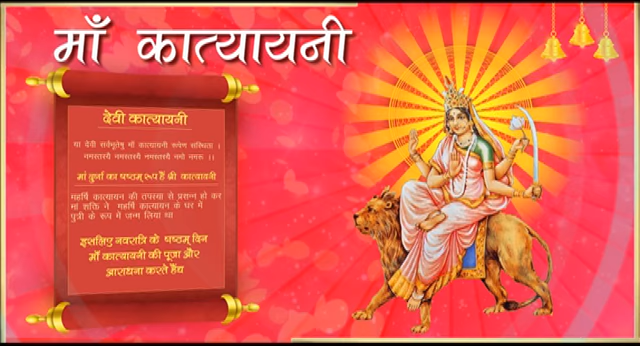 माँ कात्यायनी
देवी कात्यायनी
या देवी सर्वभूतेषु माँ कात्यायनी रूपेण संस्थिता ।
नमस्तस्यै नमस्तस्यै नमस्तस्यै नमो नमः ।।
मां दुर्गा का षष्ठम् रूप हैं श्री कात्यायनी
महर्षि कात्यायन की तपस्या से प्रसन्न हो कर
मां शक्ति ने महर्षि कात्यायन के घर में
पुत्री के रूप में जन्म लिया था
इसलिए नवरात्रि के षष्ठम् दिन
माँ कात्यायनी की पूजा और
आराधना करते हैं